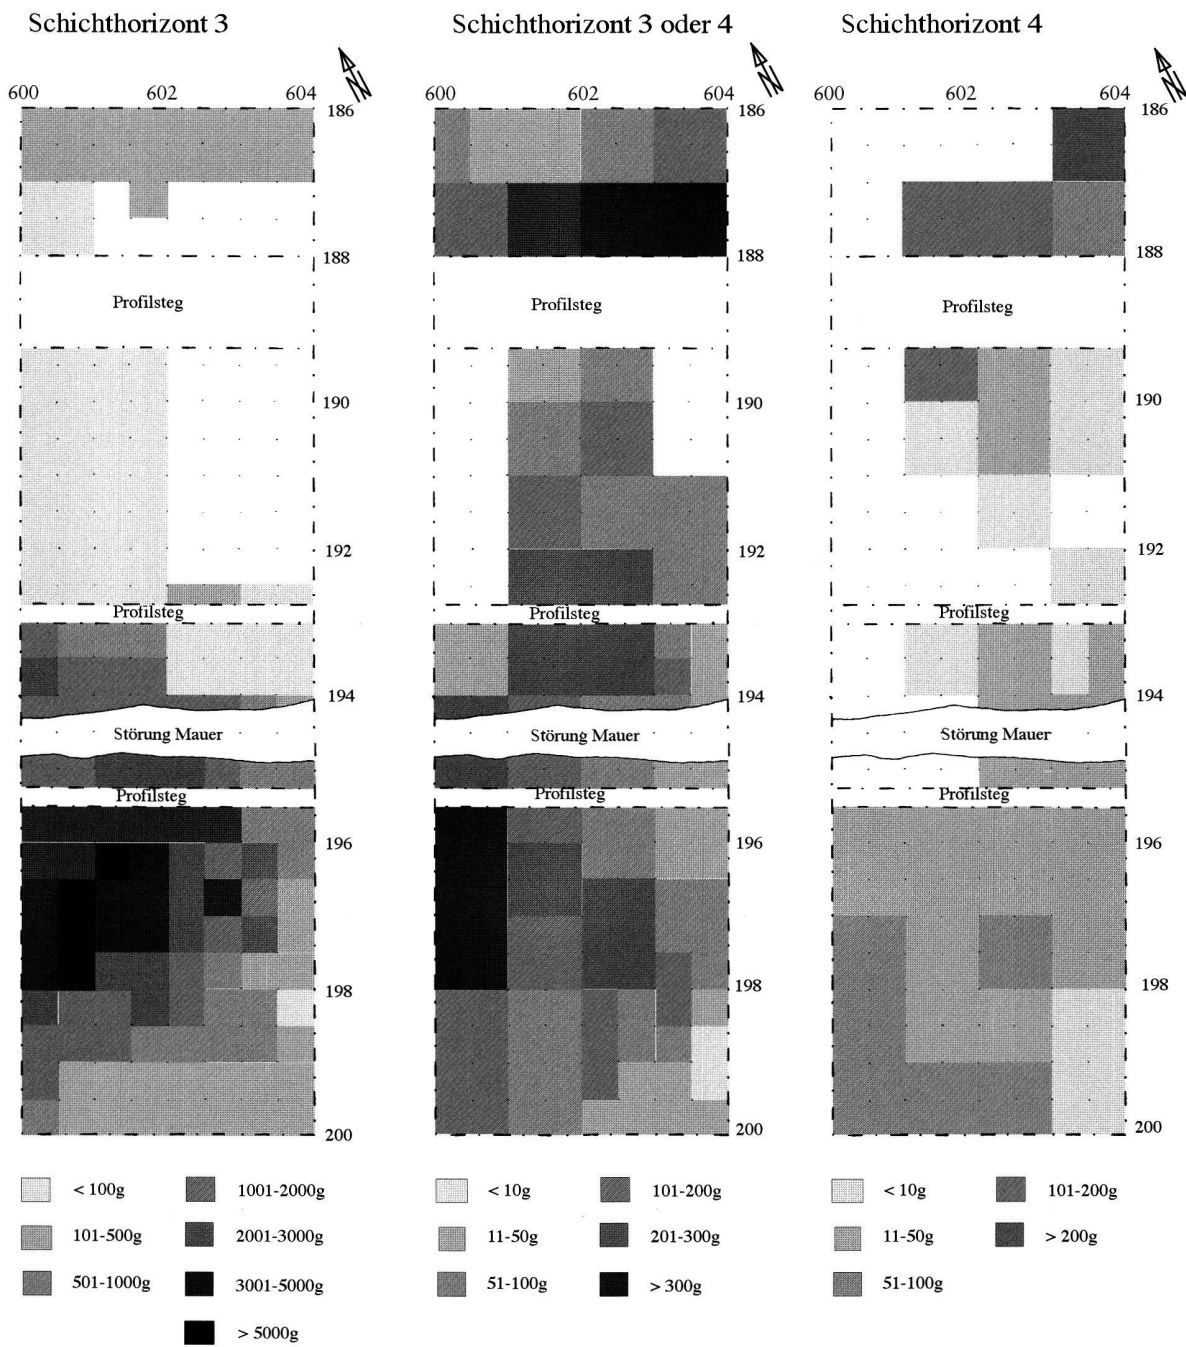 Schichthorizont 3
Schichthorizont 3 oder 4
Schichthorizont 4
N
N
N
600 602 604
600 602 604
600 602 604
186
186
186
188
188
188
Profilsteg
Profilsteg
Profilsteg
190
190
190
192
192
192
Profilsteg
Profilsteg
Profilsteg
194
194
194
Störung Mauer
Störung Mauer
Störung Mauer
Profilsteg
Profilsteg
Profilsteg
196
196
196
198
198
198
200
200
200
< 100g
101-500g
501-1000g
1001-2000g
2001-3000g
3001-5000g
> 5000g
< 10g
11-50g
51-100g
101-200g
201-300g
> 300g
< 10g
11-50g
51-100g
101-200g
> 200g